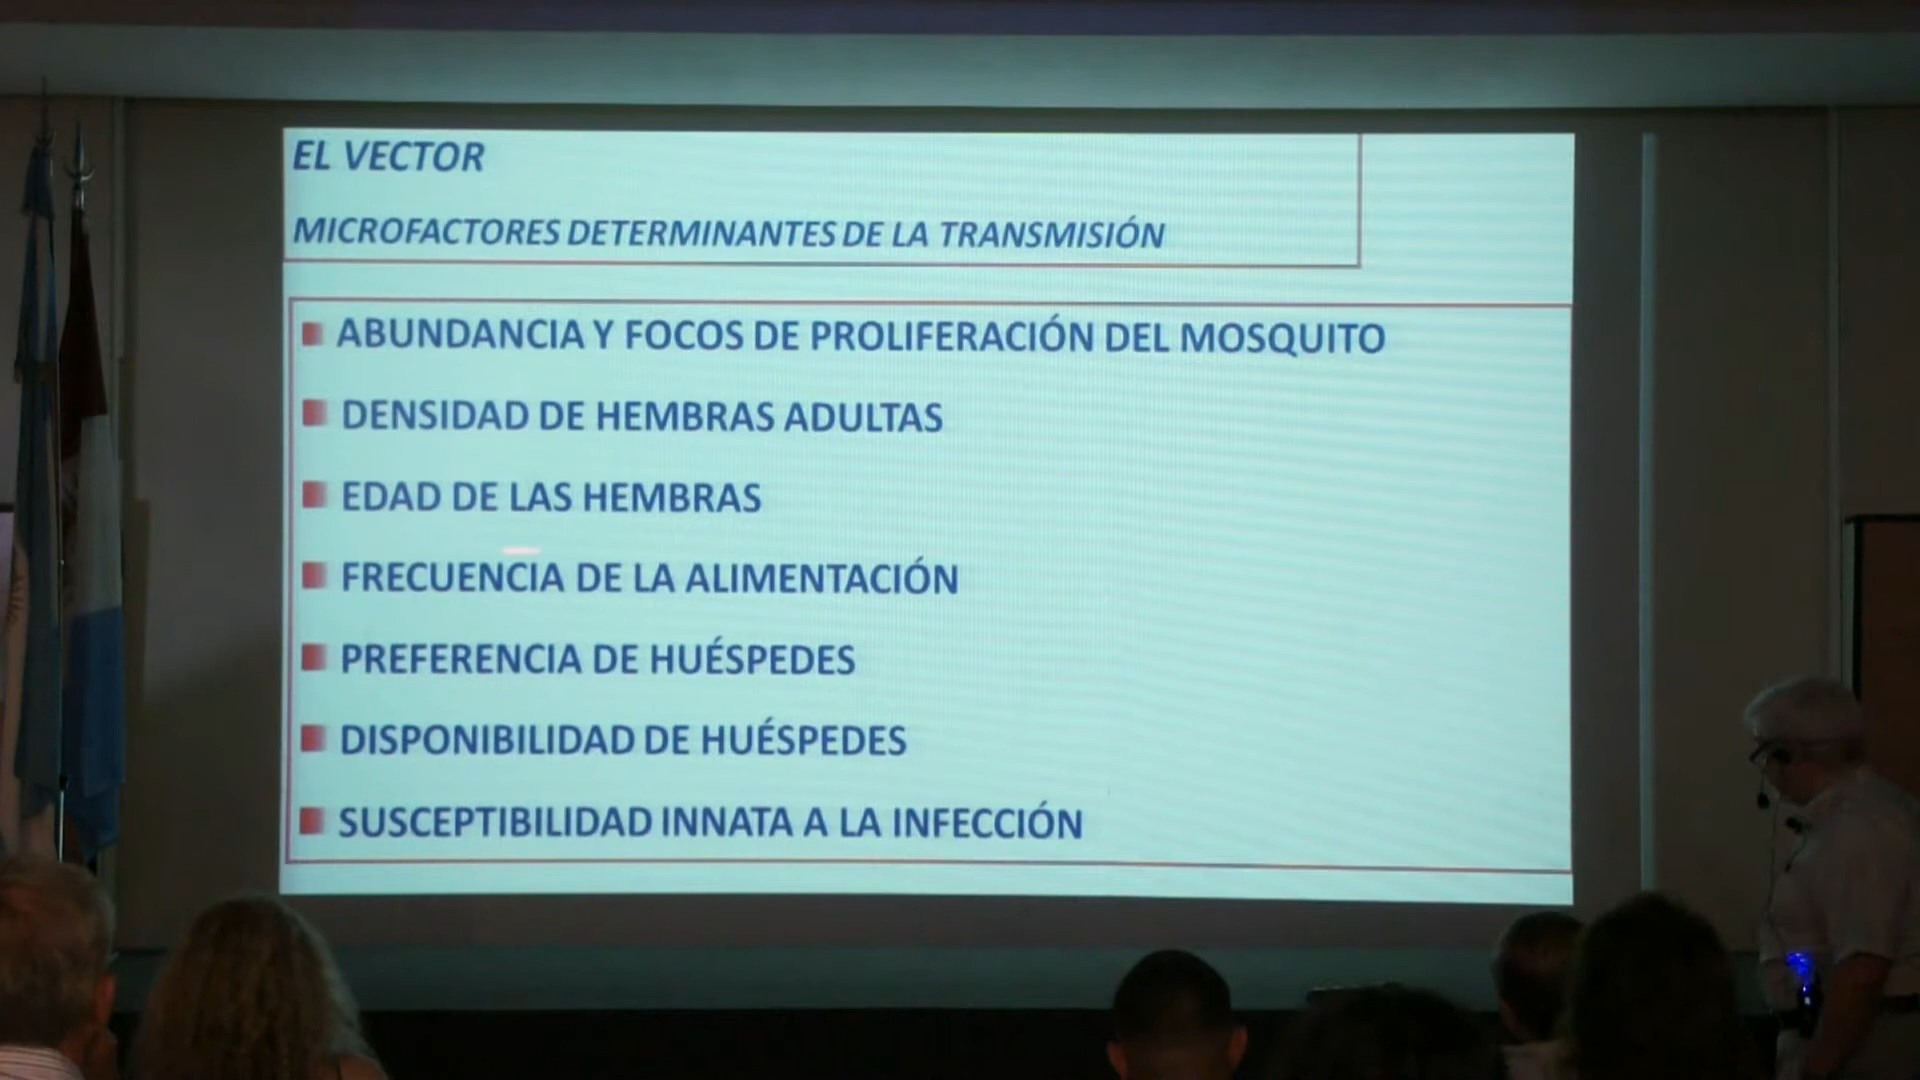 EL VECTOR
MICROFACTORES DETERMINANTES DE LA TRANSMISIÓN
ABUNDANCIA Y FOCOS DE PROLIFERACIÓN DEL MOSQUITO
DENSIDAD DE HEMBRAS ADULTAS
EDAD DE LAS HEMBRAS
FRECUENCIA DE LA ALIMENTACIÓN
PREFERENCIA DE HUÉSPEDES
DISPONIBILIDAD DE HUÉSPEDES
SUSCEPTIBILIDAD INNATA A LA INFECCIÓN